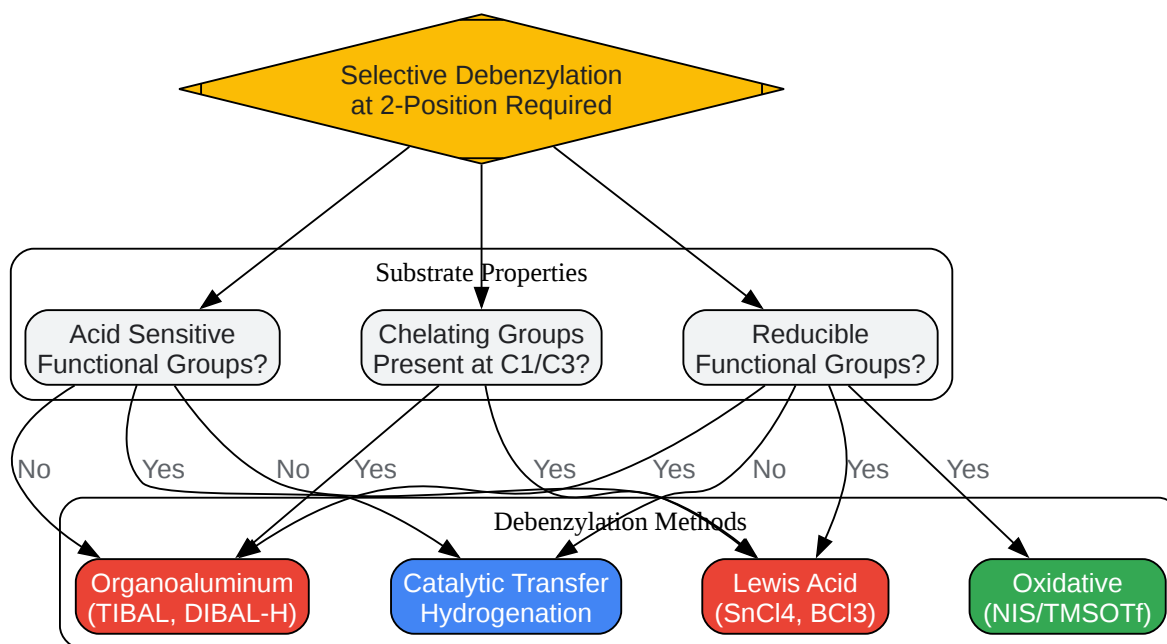 Selective Debenzylation
at 2-Position Required
Substrate Properties
Acid Sensitive
Functional Groups?
Chelating Groups
Present at C1/C3?
Reducible
Functional Groups?
No
Yes
No
Yes
Yes
Yes
No
Yes
Yes
Debenzylation Methods
Organoaluminum
(TIBAL, DIBAL-H)
Catalytic Transfer
Hydrogenation
Lewis Acid
(SnCl4, BCl3)
Oxidative
(NIS/TMSOTf)